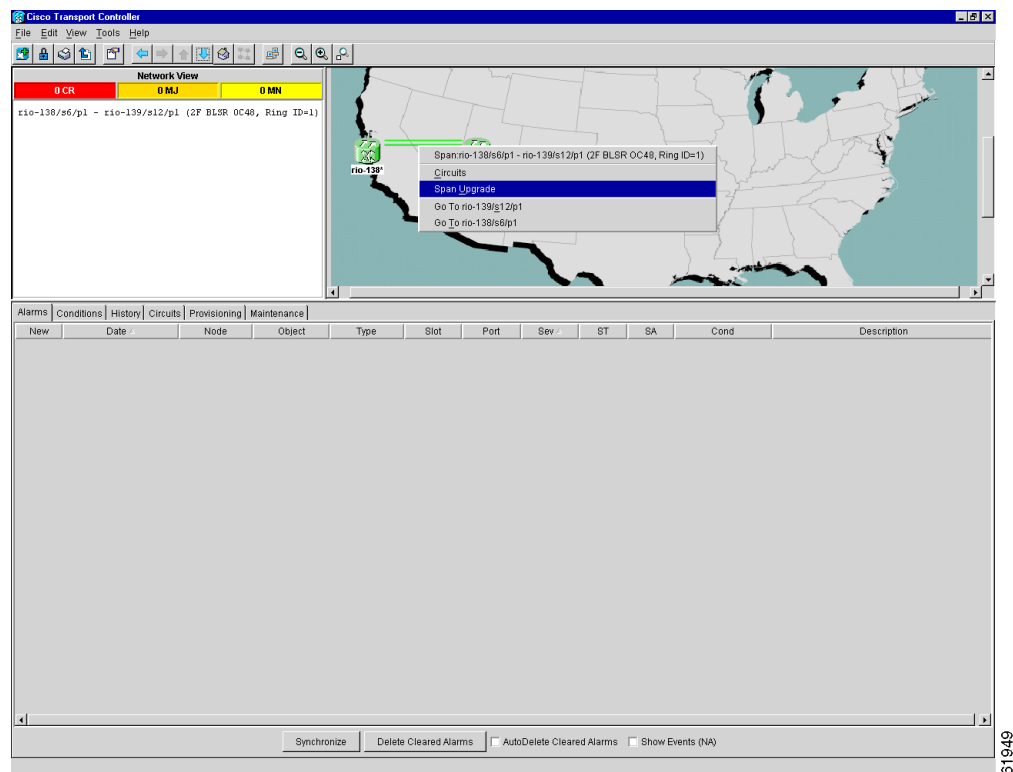 Cisco Transport Controller
File Edit View Tools Help
Network View
0 CR 0 MJ 0 MN
rio-138/s6/p1 - rio-139/s12/p1 (2F BLSR OC48, Ring ID=1)
rio-138*
Span:rio-138/s6/p1 - rio-139/s12/p1 (2F BLSR OC48, Ring ID=1)
Circuits
Span Upgrade
Go To rio-139/s12/p1
Go To rio-138/s6/p1
Alarms Conditions History Circuits Provisioning Maintenance
New Date Node Object Type Slot Port Sev ST SA Cond Description
Synchronize Delete Cleared Alarms AutoDelete Cleared Alarms Show Events (NA)
61949